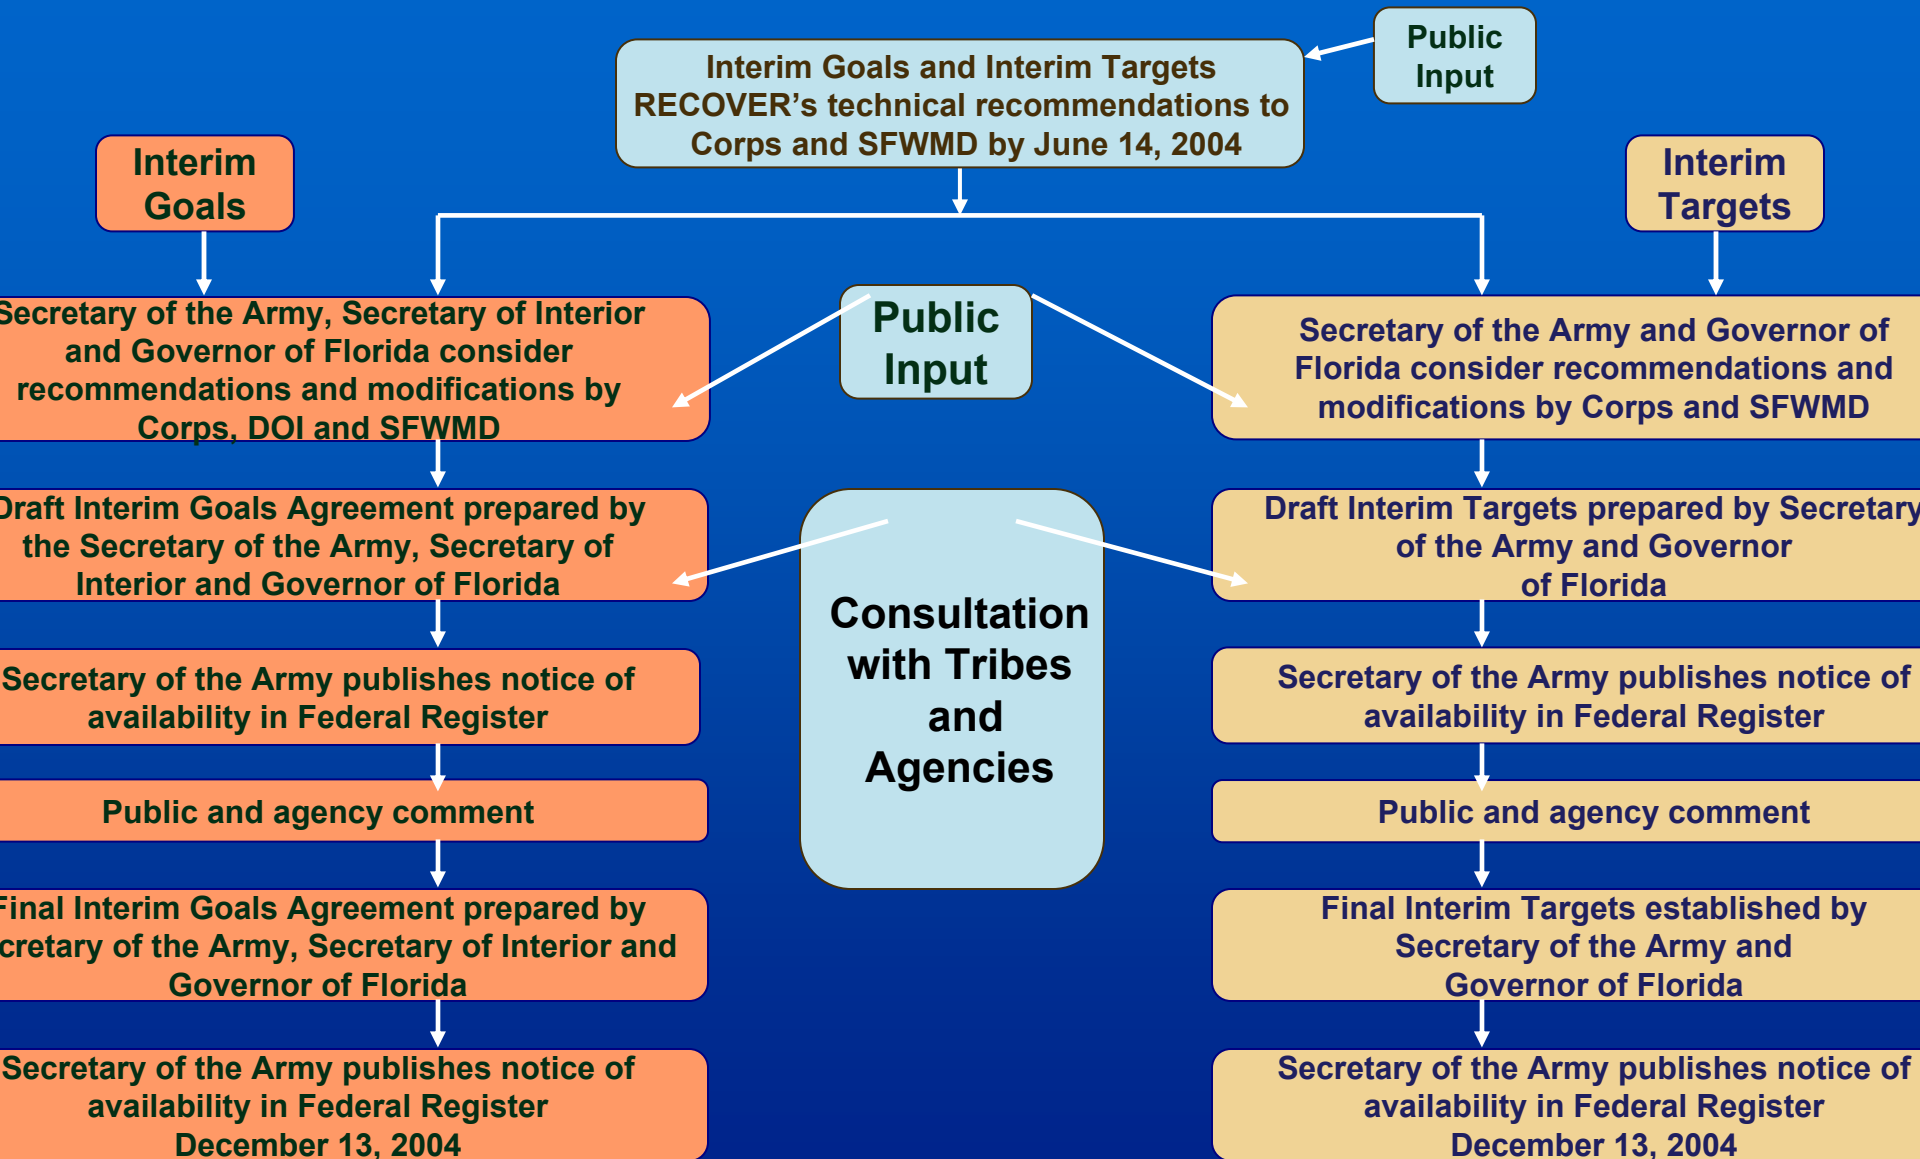 Public
Input
Interim Goals and Interim Targets
RECOVER’s technical recommendations to
Corps and SFWMD by June 14, 2004
Interim
Goals
Interim
Targets
Secretary of the Army, Secretary of Interior
and Governor of Florida consider
recommendations and modifications by
Corps, DOI and SFWMD
Public
Input
Secretary of the Army and Governor of
Florida consider recommendations and
modifications by Corps and SFWMD
Draft Interim Goals Agreement prepared by
the Secretary of the Army, Secretary of
Interior and Governor of Florida
Consultation
with Tribes
and
Agencies
Draft Interim Targets prepared by Secretary
of the Army and Governor
of Florida
Secretary of the Army publishes notice of
availability in Federal Register
Secretary of the Army publishes notice of
availability in Federal Register
Public and agency comment
Public and agency comment
Final Interim Goals Agreement prepared by
cretary of the Army, Secretary of Interior and
Governor of Florida
Final Interim Targets established by
Secretary of the Army and
Governor of Florida
Secretary of the Army publishes notice of
availability in Federal Register
December 13, 2004
Secretary of the Army publishes notice of
availability in Federal Register
December 13, 2004